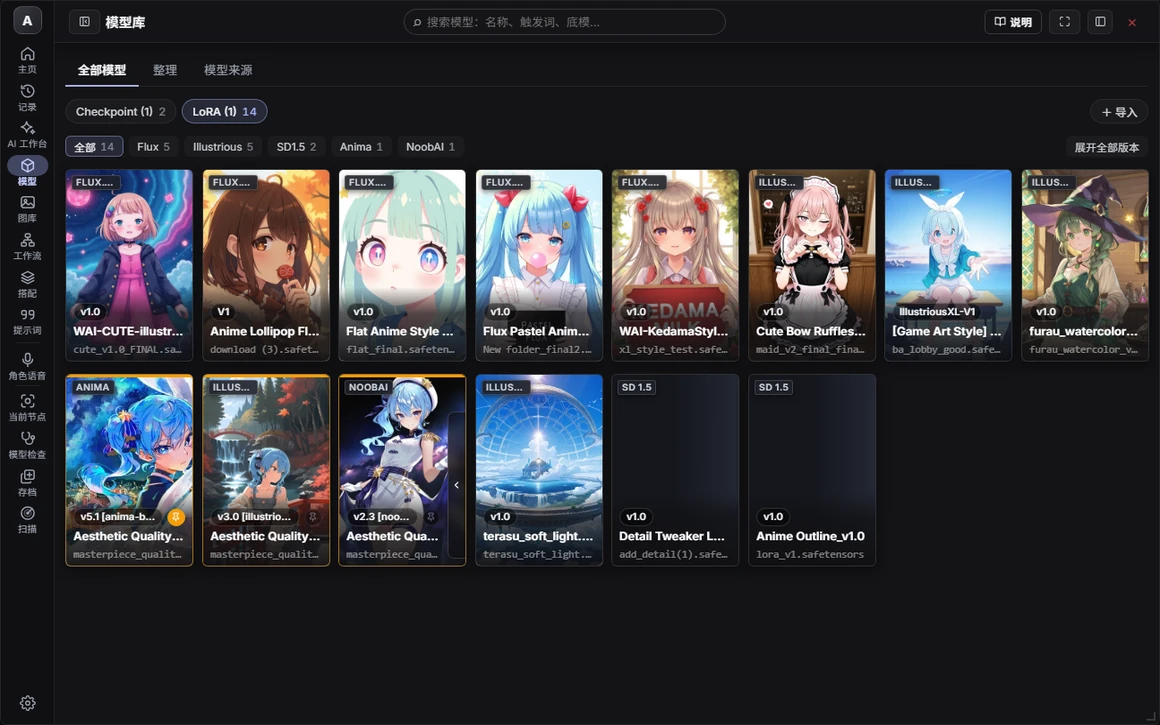 A
模型库
搜索模型：名称、触发词、底模...
说明
主页
记录
AI 工作台
模型
图库
工作流
搭配
提示词
角色语音
当前节点
模型检查
存档
扫描
全部模型
整理
模型来源
Checkpoint (1) 2
LoRA (1) 14
+ 导入
全部 14
Flux 5
Illustrious 5
SD1.5 2
Anima 1
NoobAI 1
展开全部版本
FLUX....
v1.0
WAI-CUTE-illustr...
cute_v1.0_FINAL.sa...
FLUX....
V1
Anime Lollipop Fl...
download (3).safet...
FLUX....
v1.0
Flat Anime Style ...
flat_final.safeten...
FLUX....
v1.0
Flux Pastel Anim...
New folder_final2....
FLUX....
EDAMA
v1.0
WAI-KedamaStyl...
xl_style_test.safe...
ILLUS...
v1.0
Cute Bow Ruffles...
maid_v2_final_fina...
ILLUS...
IllustriousXL-V1
[Game Art Style] ...
ba_lobby_good.safe...
ILLUS...
v1.0
furau_watercolor...
furau_watercolor_v...
ANIMA
v5.1 [anima-b...
Aesthetic Quality...
masterpiece_qualit...
ILLUS...
v3.0 [illustrio...
Aesthetic Quality...
masterpiece_qualit...
NOOBAI
v2.3 [noo...
Aesthetic Qua...
masterpiece_qua...
ILLUS...
v1.0
terasu_soft_light....
terasu_soft_light....
SD 1.5
v1.0
Detail Tweaker L...
add_detail(1).safe...
SD 1.5
v1.0
Anime Outline_v1.0
lora_v1.safetensors